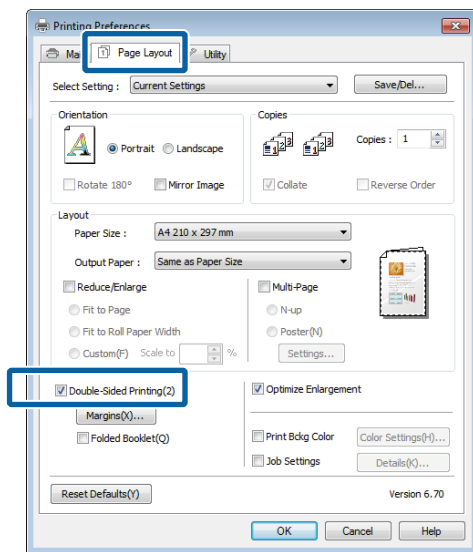 Printing Preferences
Ma Page Layout Utility
Select Setting : Current Settings Save/Del...
Orientation
Portrait Landscape
Rotate 180° Mirror Image
Copies
Copies : 1
Collate Reverse Order
Layout
Paper Size : A4 210 x 297 mm
Output Paper : Same as Paper Size
Reduce/Enlarge
Fit to Page
Fit to Roll Paper Width
Custom(F) Scale to %
Multi-Page
N-up
Poster(N)
Settings...
Double-Sided Printing(2)
Margins(X)...
Folded Booklet(Q)
Optimize Enlargement
Print Bckg Color Color Settings(H)...
Job Settings Details(K)...
Reset Defaults(Y) Version 6.70
OK Cancel Help